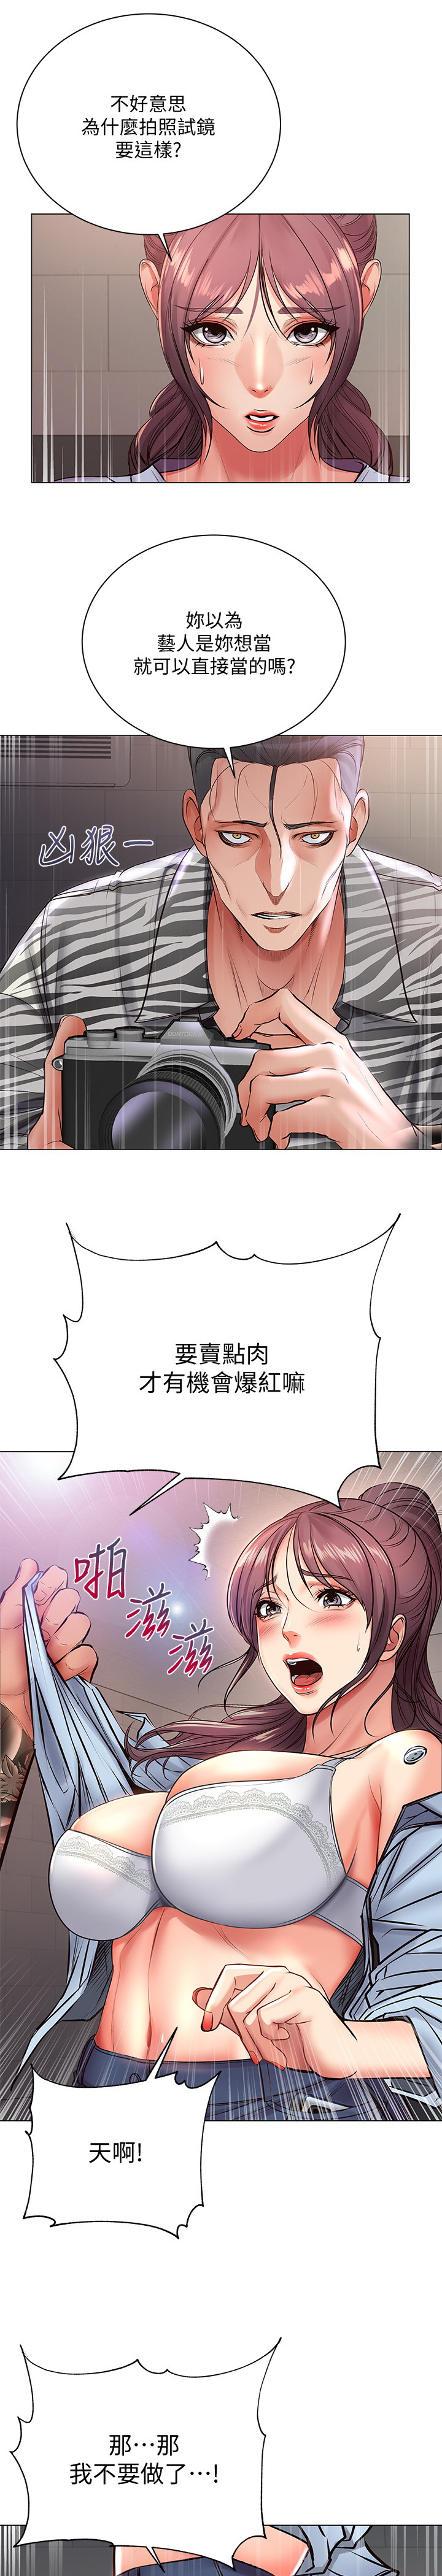 不好意思
為什麼拍照試鏡
要這樣?
妳以為
藝人是妳想當
就可以直接當的嗎?
凶狠一
要賣點肉
才有機會爆紅嘛
啪
滋
滋
天啊!
那⋯那
我不要做了⋯!